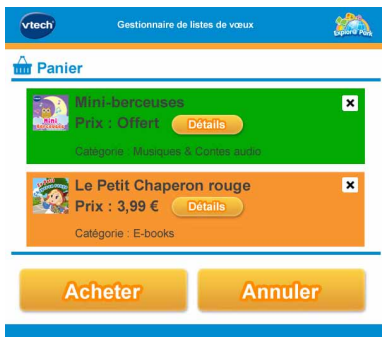 vtech
Gestionnaire de listes de vœux
Explor@ Park
Panier
Mini-berceuses
Prix : Offert
Détails
Catégorie : Musiques & Contes audio
Le Petit Chaperon rouge
Prix : 3,99 €
Détails
Catégorie : E-books
Acheter
Annuler